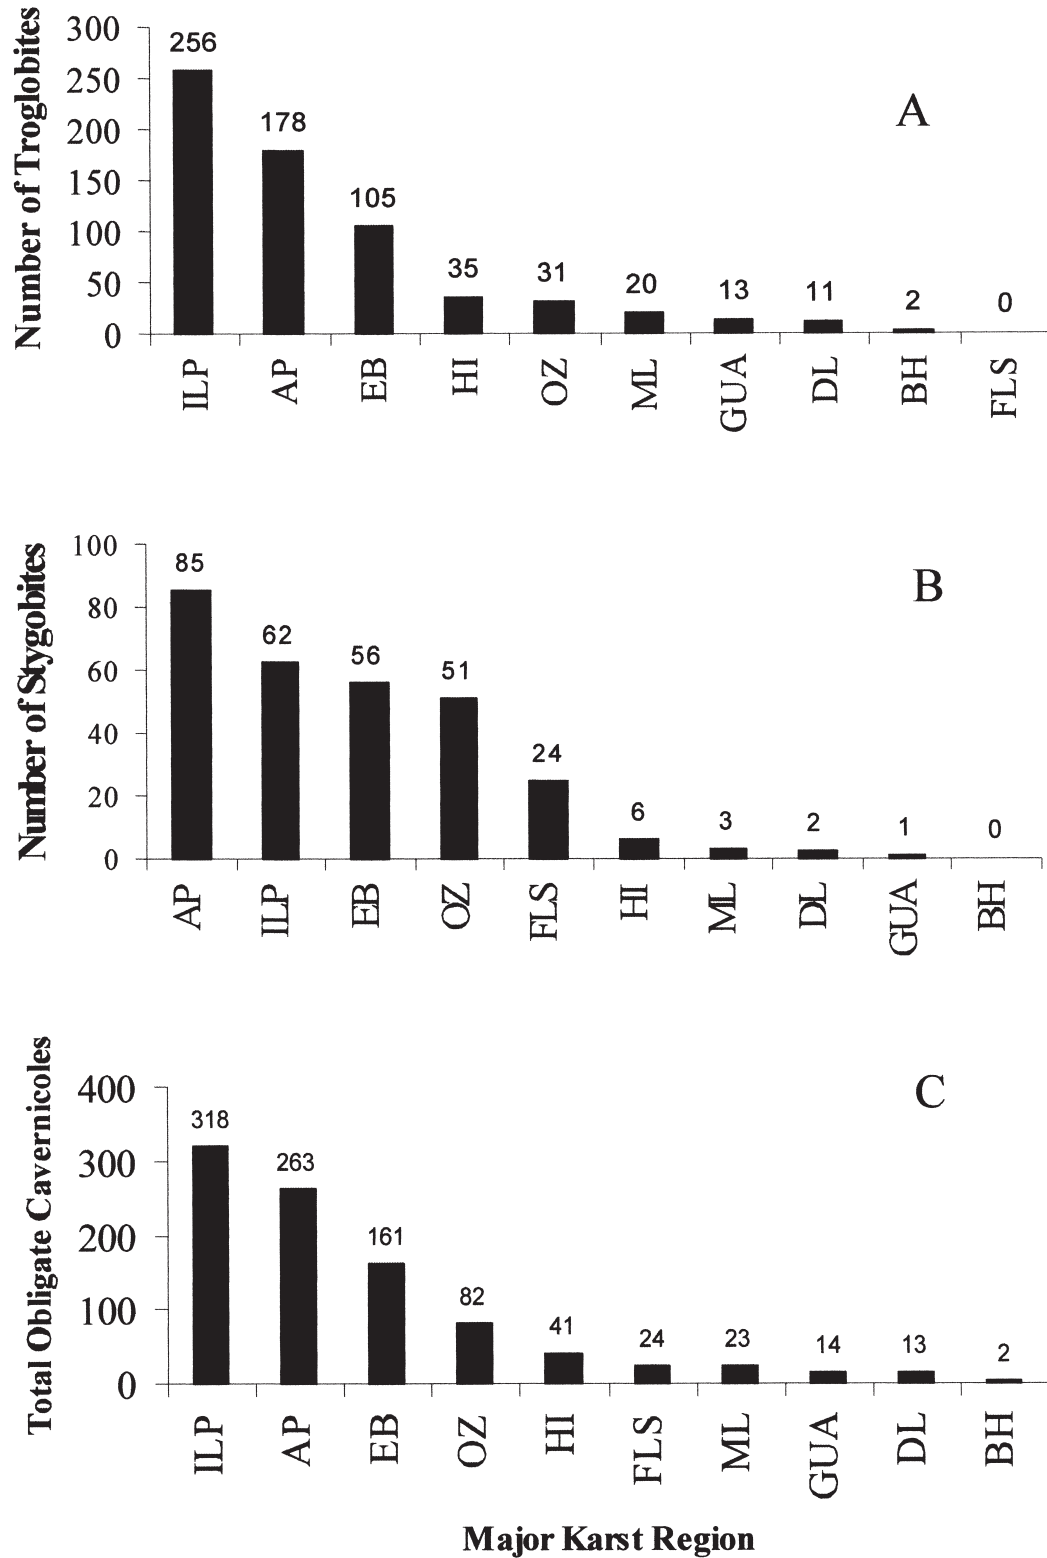 Number of Troglobites
300
250
200
150
100
50
0
256
178
105
35
31
20
13
11
2
0
A
ILP
AP
EB
HI
OZ
ML
GUA
DL
BH
FLS
Number of Stygobites
100
80
60
40
20
0
85
62
56
51
24
6
3
2
1
0
B
AP
ILP
EB
OZ
FLS
HI
ML
DL
GUA
BH
Total Obligate Cavernicoles
400
300
200
100
0
318
263
161
82
41
24
23
14
13
2
C
ILP
AP
EB
OZ
HI
FLS
ML
GUA
DL
BH
Major Karst Region